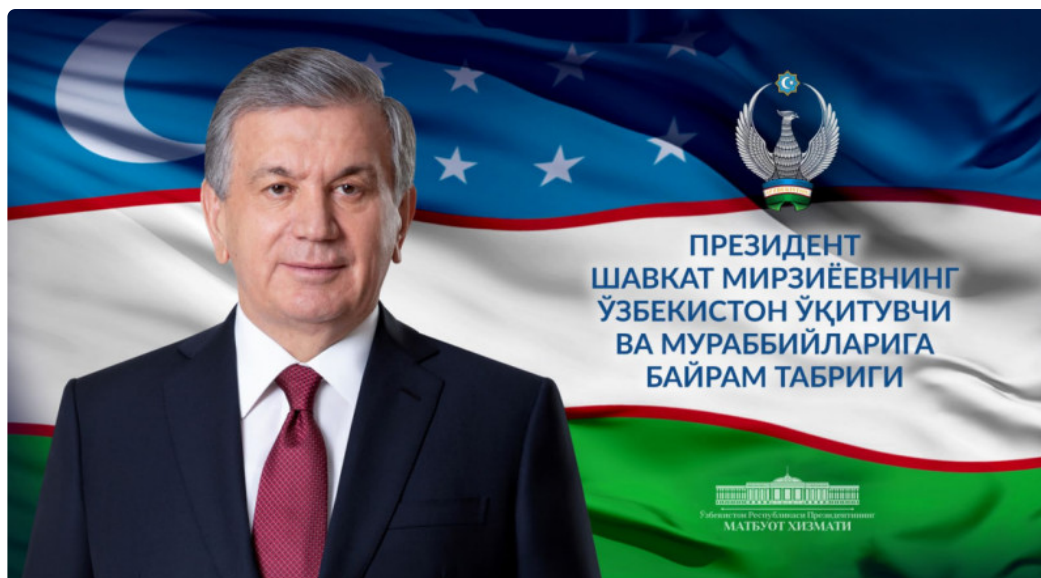 ПРЕЗИДЕНТ
ШАВКАТ МИРЗИЁЕВНИНГ
ЎЗБЕКИСТОН ЎҚИТУВЧИ
ВА МУРАББИЙЛАРИГА
БАЙРАМ ТАБРИГИ
Ўзбекистон Республикаси Президентининг
МАТБУОТ ХИЗМАТИ